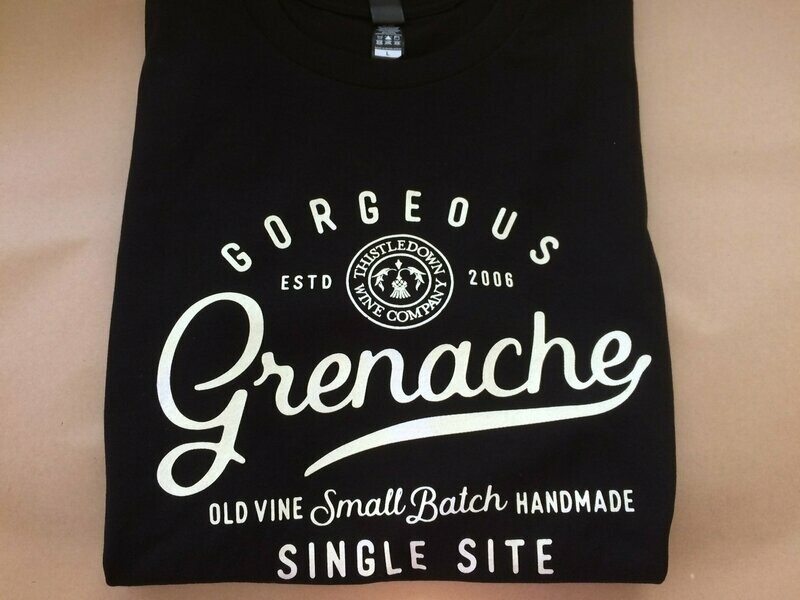 GORGEOUS
ESTD 2006
THISTLEDOWN
WINE COMPANY
Grenache
OLD VINE Small Batch HANDMADE
SINGLE SITE
L